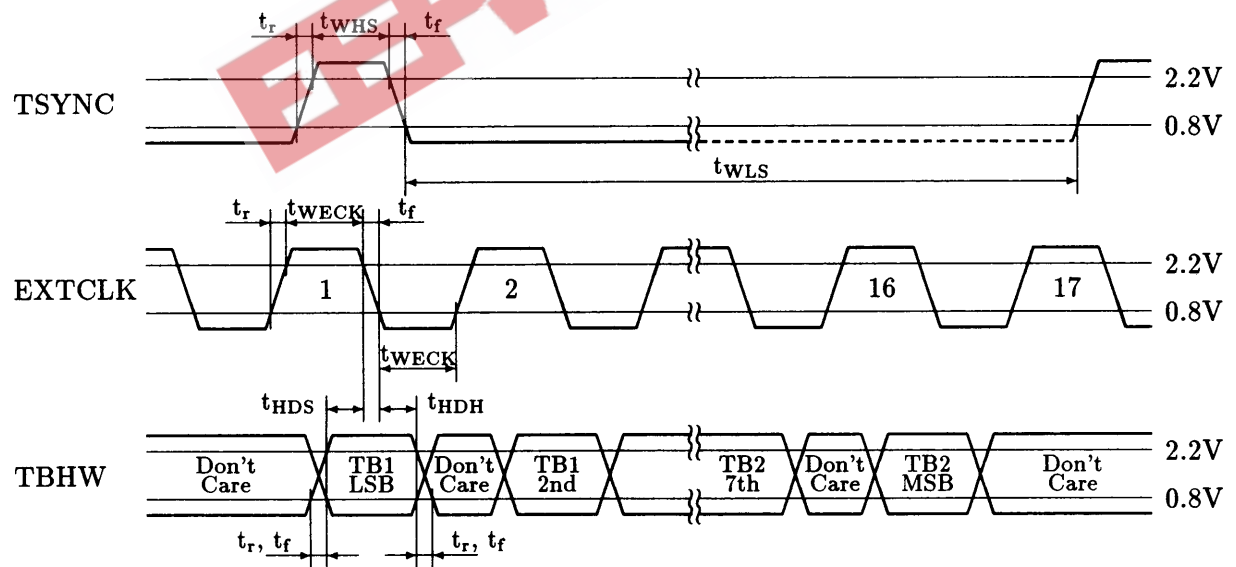 tr tWHS tf
TSYNC
2.2V
0.8V
tWLS
tr tWECK tf
EXTCLK
1 2 16 17
2.2V
0.8V
tWECK
tHDS tHDH
TBHW
Don't Care
TB1 LSB
Don't Care
TB1 2nd
TB2 7th
Don't Care
TB2 MSB
Don't Care
2.2V
0.8V
tr, tf tr, tf